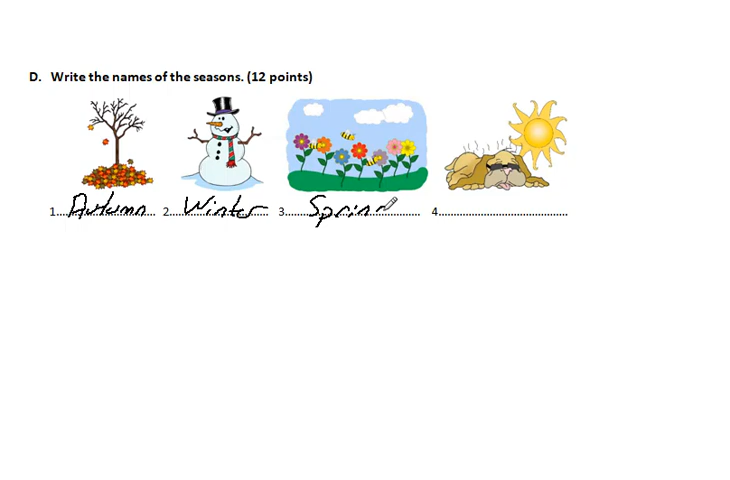 D. Write the names of the seasons. (12 points)
1. Autumn 2. Winter 3. Sprin 4.